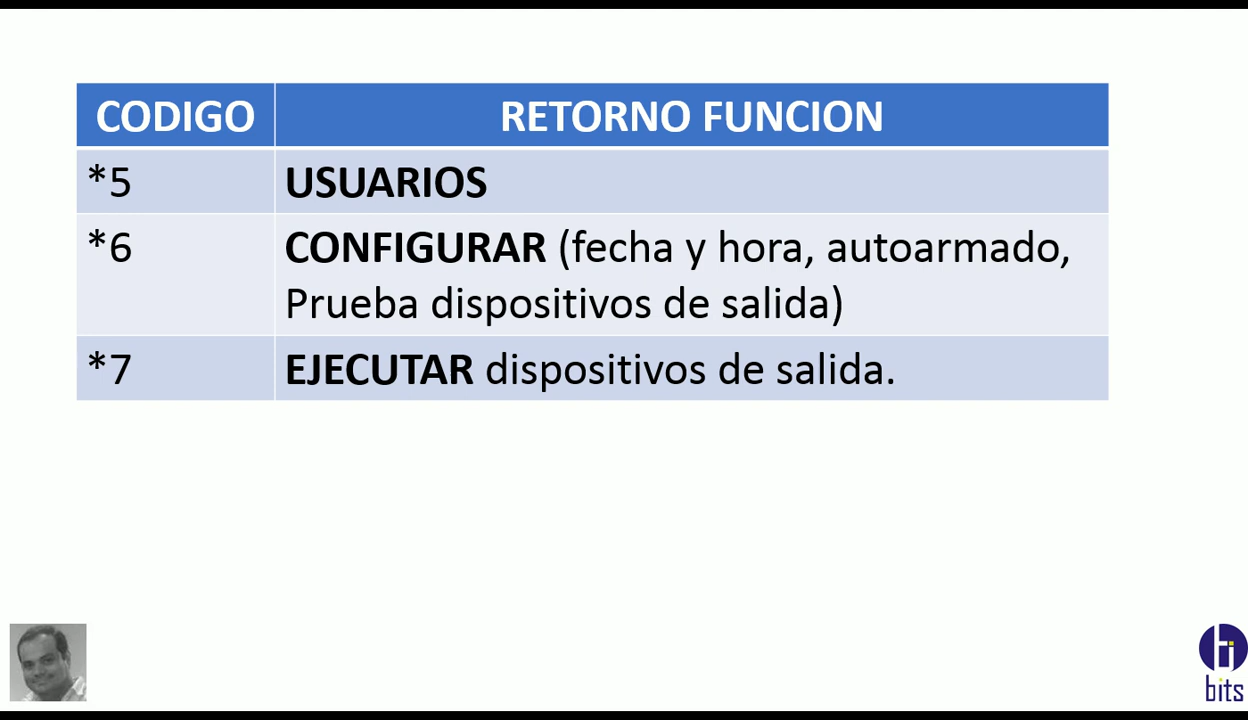 CODIGO RETORNO FUNCION
*5 USUARIOS
*6 CONFIGURAR (fecha y hora, autoarmado,
Prueba dispositivos de salida)
*7 EJECUTAR dispositivos de salida.
bits